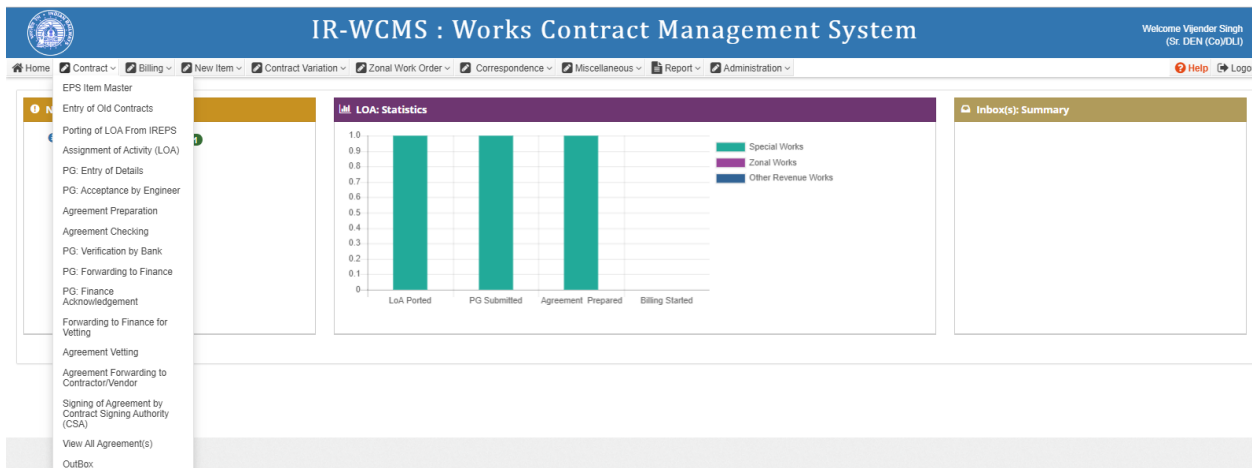 IR-WCMS : Works Contract Management System
Welcome Vijender Singh
(Sr. DEN (Co)/DLI)
Home Contract Billing New Item Contract Variation Zonal Work Order Correspondence Miscellaneous Report Administration Help Logo
EPS Item Master
Entry of Old Contracts
Porting of LOA From IREPS
Assignment of Activity (LOA)
PG: Entry of Details
PG: Acceptance by Engineer
Agreement Preparation
Agreement Checking
PG: Verification by Bank
PG: Forwarding to Finance
PG: Finance
Acknowledgement
Forwarding to Finance for
Vetting
Agreement Vetting
Agreement Forwarding to
Contractor/Vendor
Signing of Agreement by
Contract Signing Authority
(CSA)
View All Agreement(s)
OutBox
N
LOA: Statistics
1.0
0.9
0.8
0.7
0.6
0.5
0.4
0.3
0.2
0.1
0
LoA Ported PG Submitted Agreement Prepared Billing Started
Special Works
Zonal Works
Other Revenue Works
Inbox(s): Summary